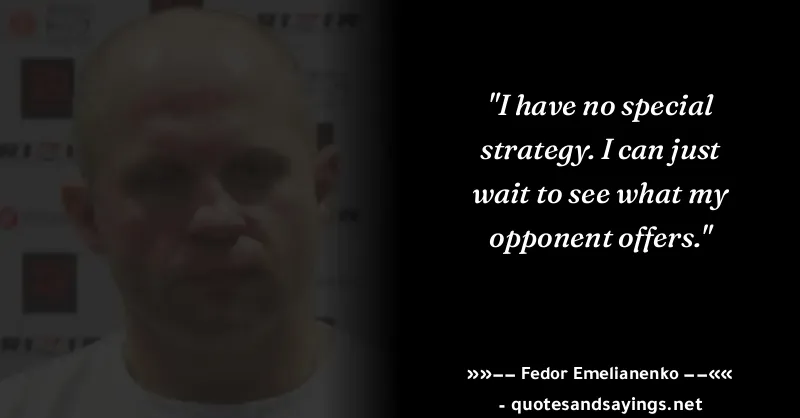 "I have no special
strategy. I can just
wait to see what my
opponent offers."
»»—— Fedor Emelianenko ——««
- quotesandsayings.net